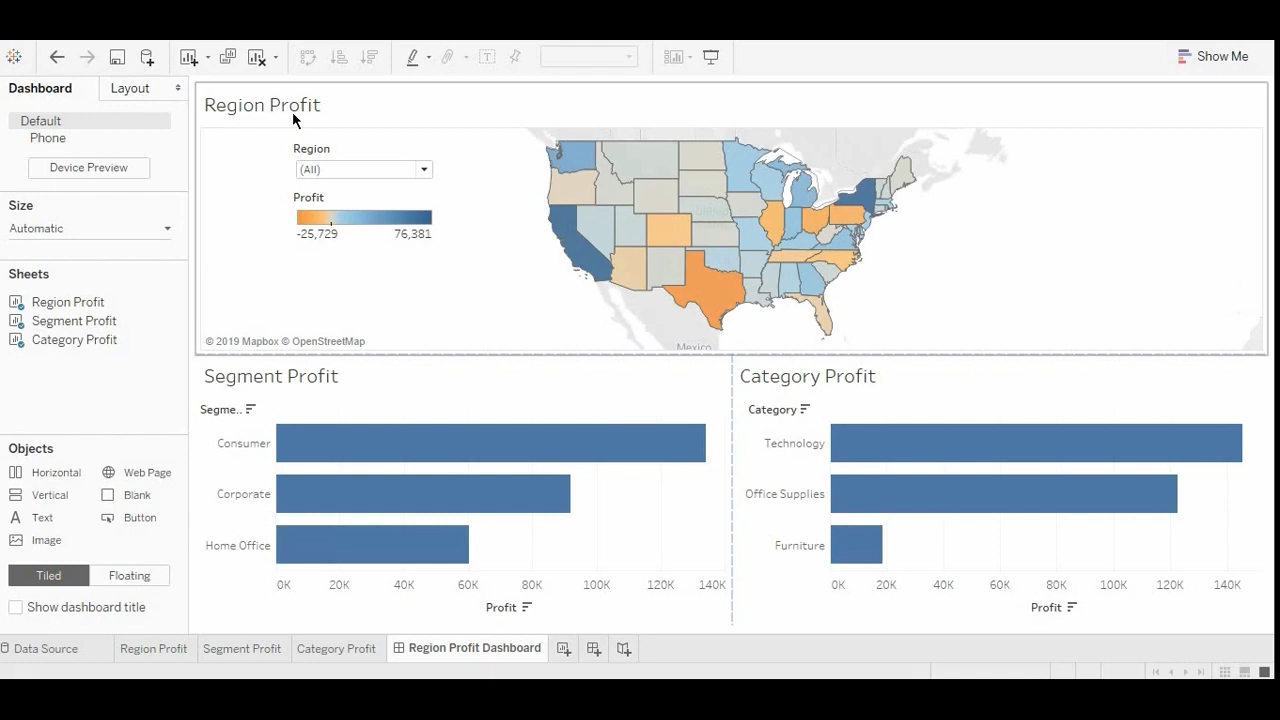 Show Me
Dashboard
Layout
Default
Phone
Device Preview
Size
Automatic
Sheets
Region Profit
Segment Profit
Category Profit
Objects
Horizontal
Web Page
Vertical
Blank
Text
Button
Image
Tiled
Floating
Show dashboard title
Region Profit
Region
(All)
Profit
-25,729
76,381
© 2019 Mapbox © OpenStreetMap
Mexico
Segment Profit
Segme..
Consumer
Corporate
Home Office
0K 20K 40K 60K 80K 100K 120K 140K
Profit
Category Profit
Category
Technology
Office Supplies
Furniture
0K 20K 40K 60K 80K 100K 120K 140K
Profit
Data Source
Region Profit
Segment Profit
Category Profit
Region Profit Dashboard